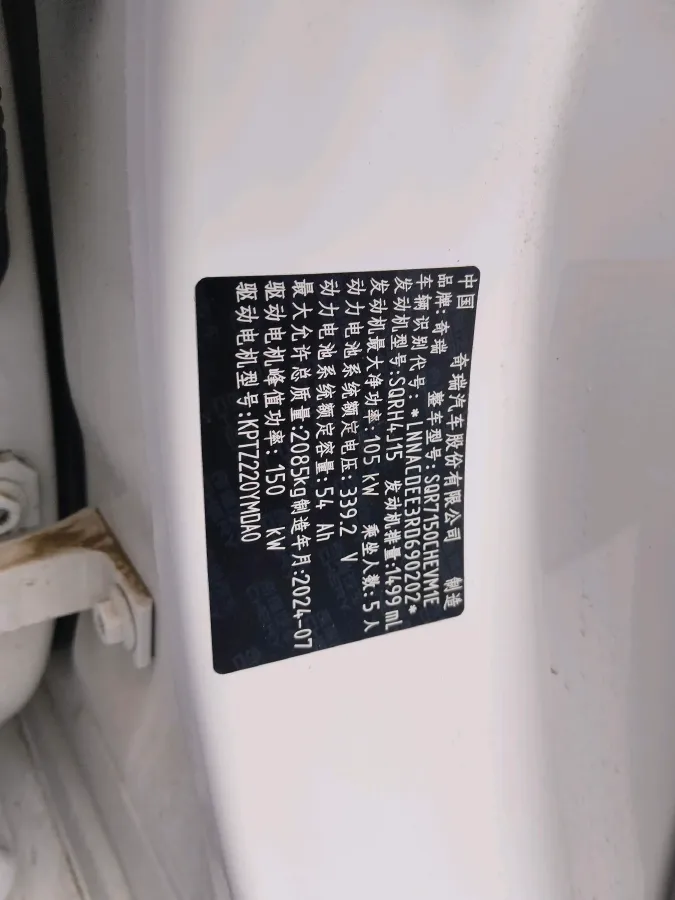 中国 奇瑞汽车股份有限公司 制造
品牌:奇瑞 整车型号:SQR7150CHEVM1E
车辆识别代号:*LNNACDEE3RD690202*
发动机型号:SQRH4J15 发动机排量:1499 mL
发动机最大净功率:105 kW 乘坐人数:5 人
动力电池系统额定电压:339.2 V
动力电池系统额定容量:54 Ah
最大允许总质量:2085kg 制造年月:2024-07
驱动电机峰值功率:150 kW
驱动电机型号:KPTZ220YMDA0